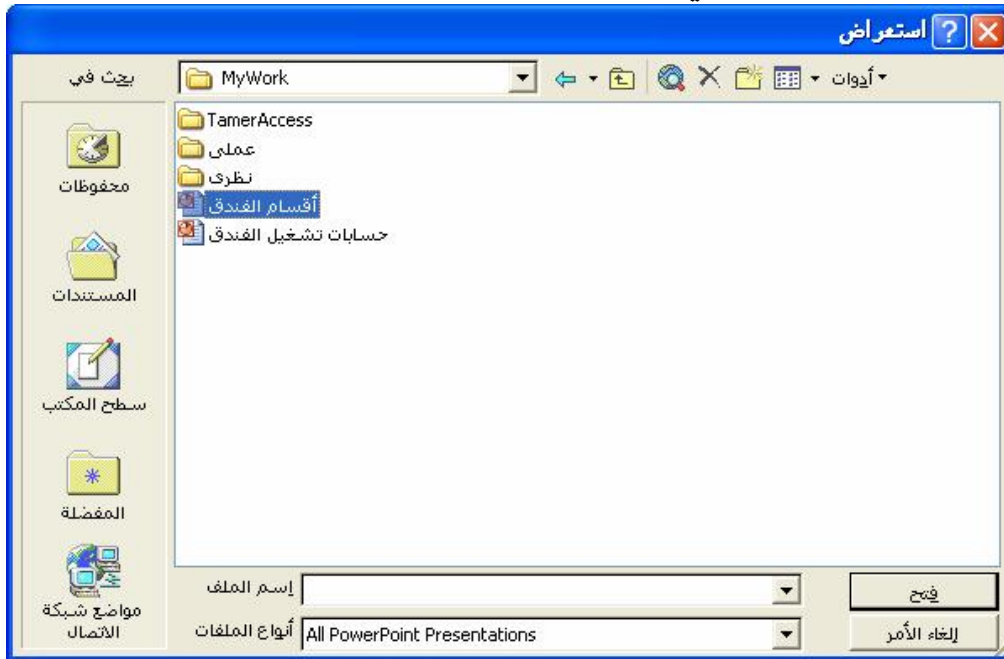 استعراض
بحث في
MyWork
أدوات
محفوظات
المستندات
سطح المكتب
المفضلة
مواضع شبكة
الاتصال
TamerAccess
عملى
نظرى
أقسام الفندق
حسابات تشغيل الفندق
إسم الملف
فتح
أنواع الملفات
All PowerPoint Presentations
إلغاء الأمر